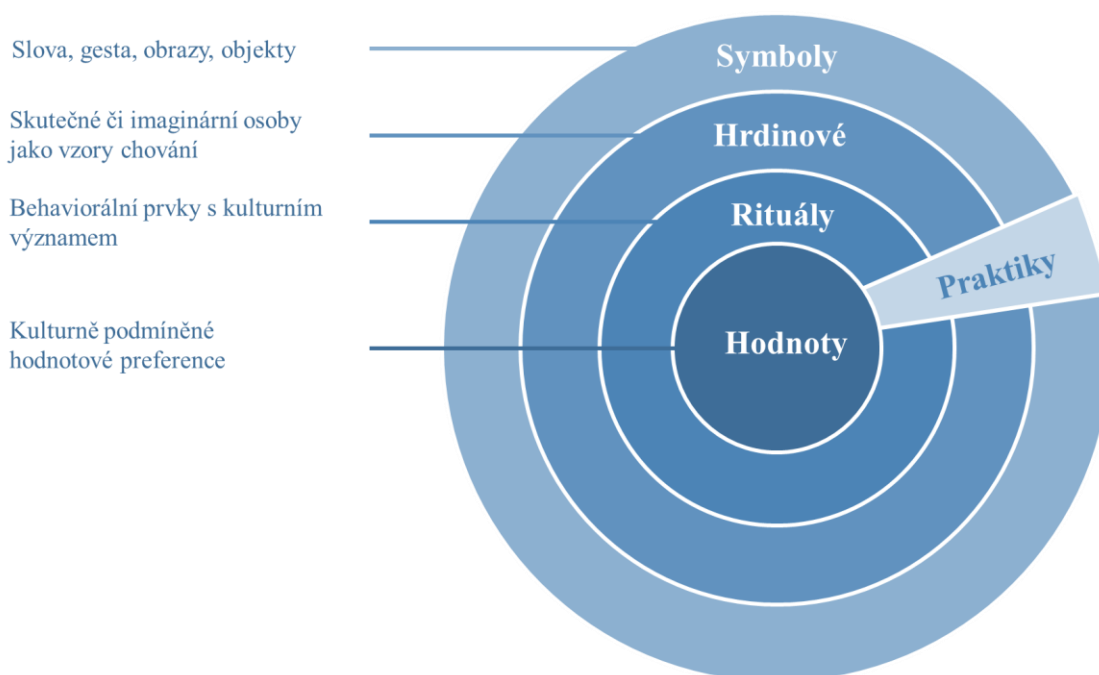 Slova, gesta, obrazy, objekty
Symboly
Skutečné či imaginární osoby
jako vzory chování
Hrdinové
Behaviorální prvky s kulturním
významem
Rituály
Praktiky
Kulturně podmíněné
hodnotové preference
Hodnoty